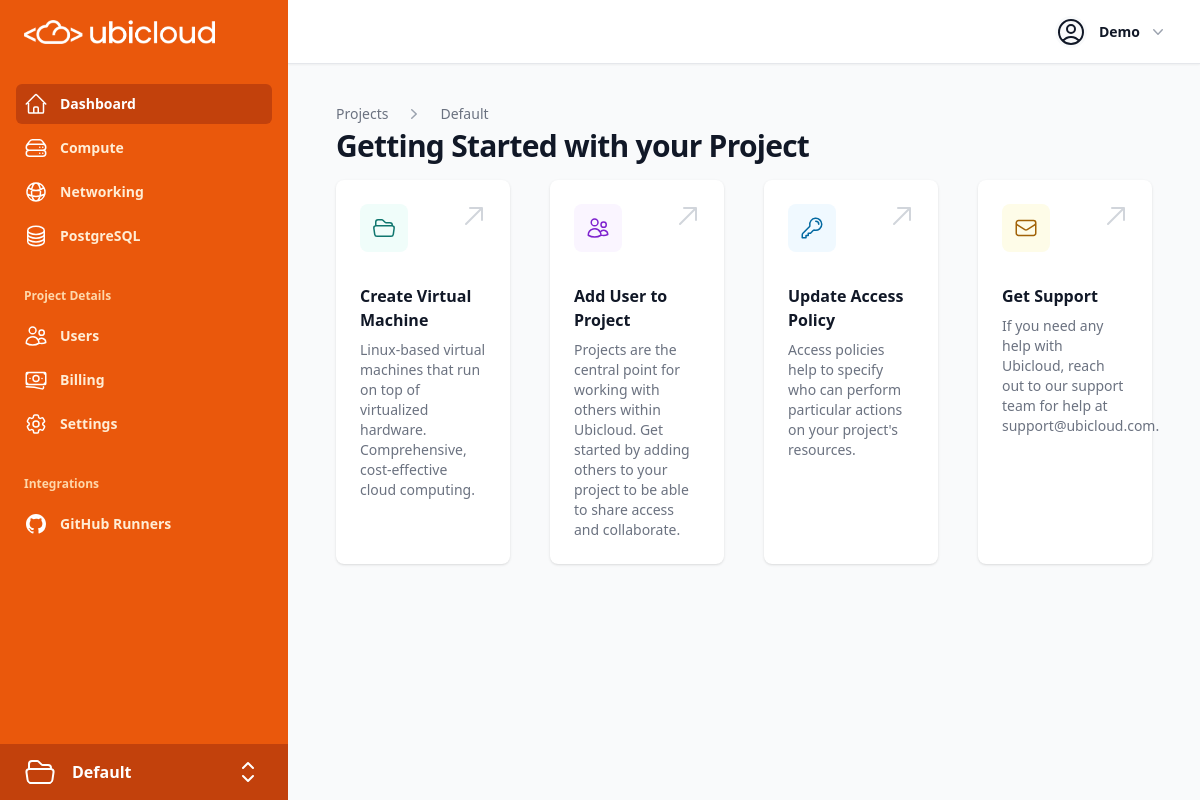 ubicloud
Demo
Dashboard
Compute
Networking
PostgreSQL
Project Details
Users
Billing
Settings
Integrations
GitHub Runners
Default
Projects
Default
Getting Started with your Project
Create Virtual
Machine
Linux-based virtual
machines that run
on top of
virtualized
hardware.
Comprehensive,
cost-effective
cloud computing.
Add User to
Project
Projects are the
central point for
working with
others within
Ubicloud. Get
started by adding
others to your
project to be able
to share access
and collaborate.
Update Access
Policy
Access policies
help to specify
who can perform
particular actions
on your project's
resources.
Get Support
If you need any
help with
Ubicloud, reach
out to our support
team for help at
support@ubicloud.com.